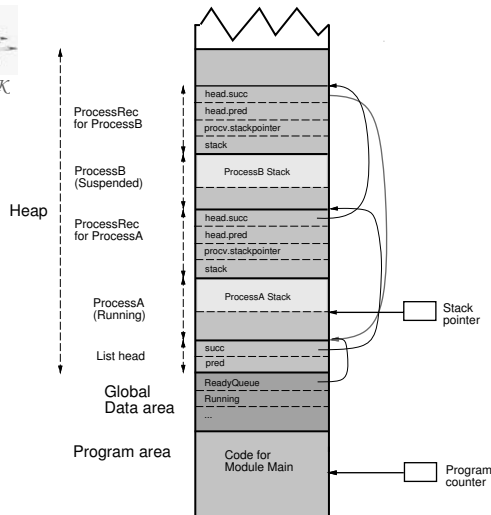 K
head.succ
ProcessRec
for ProcessB
head.pred
procv.stackpointer
stack
ProcessB
(Suspended)
ProcessB Stack
Heap
ProcessRec
for ProcessA
head.succ
head.pred
procv.stackpointer
stack
ProcessA
(Running)
ProcessA Stack
Stack
pointer
List head
succ
pred
Global
Data area
ReadyQueue
Running
...
Program area
Code for
Module Main
Program
counter